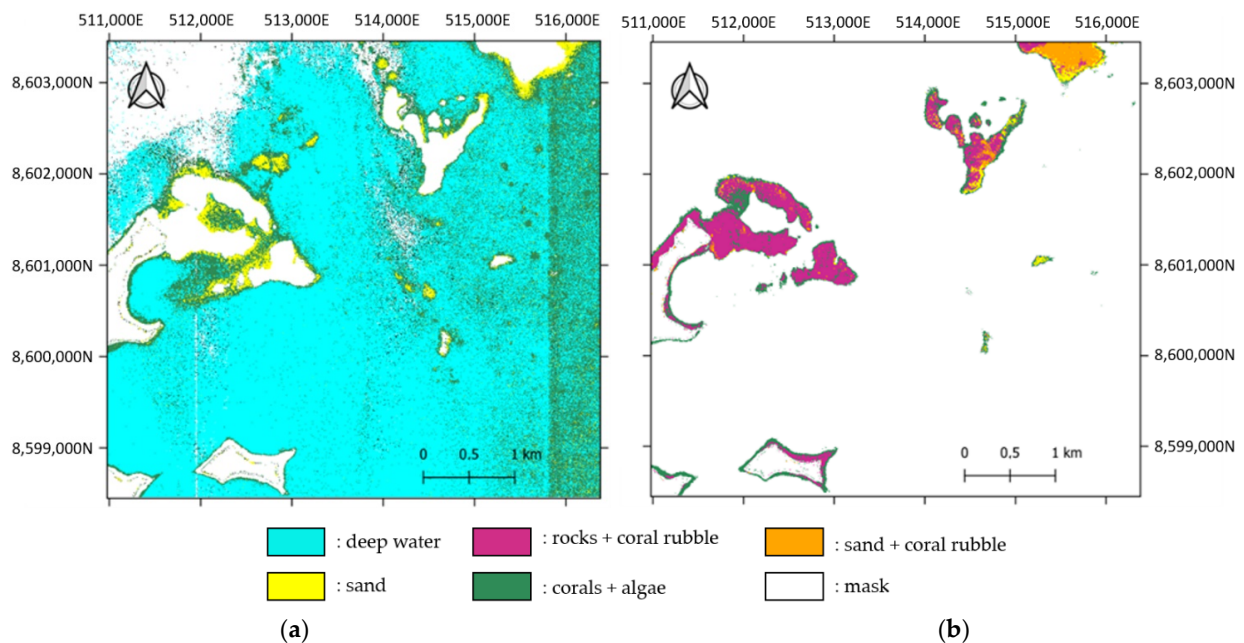 511,000E 512,000E 513,000E 514,000E 515,000E 516,000E
8,603,000N
8,602,000N
8,601,000N
8,600,000N
8,599,000N
0 0.5 1 km
511,000E 512,000E 513,000E 514,000E 515,000E 516,000E
8,603,000N
8,602,000N
8,601,000N
8,600,000N
8,599,000N
0 0.5 1 km
: deep water : rocks + coral rubble : sand + coral rubble
: sand : corals + algae : mask
(a) (b)